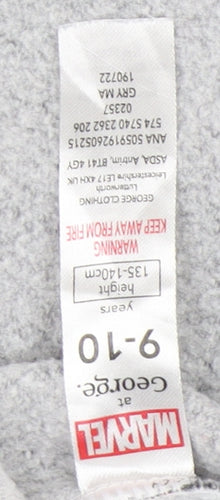 MARVEL
at
George.
9-10
years
height
135-140cm
WARNING
KEEP AWAY FROM FIRE
GEORGE CLOTHING
Lutterworth
Leicestershire LE17 4XH UK
ASDA, Antrim, BT41 4GY
ANA 5059192605215
574 5740 2362 206
02357
GRY MA
190722